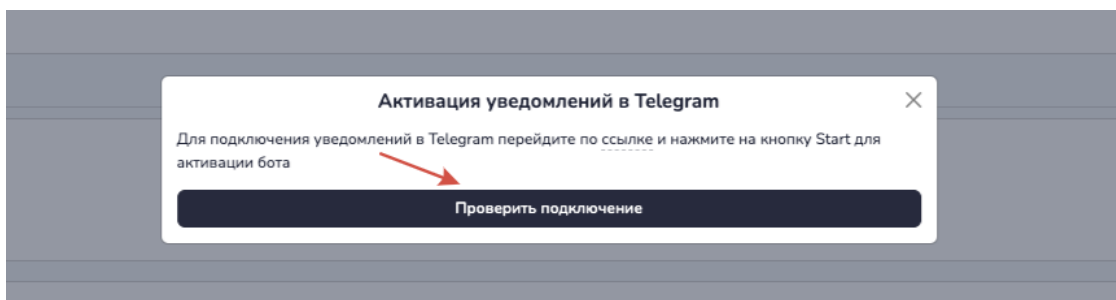 Активация уведомлений в Telegram
Для подключения уведомлений в Telegram перейдите по ссылке и нажмите на кнопку Start для
активации бота
Проверить подключение